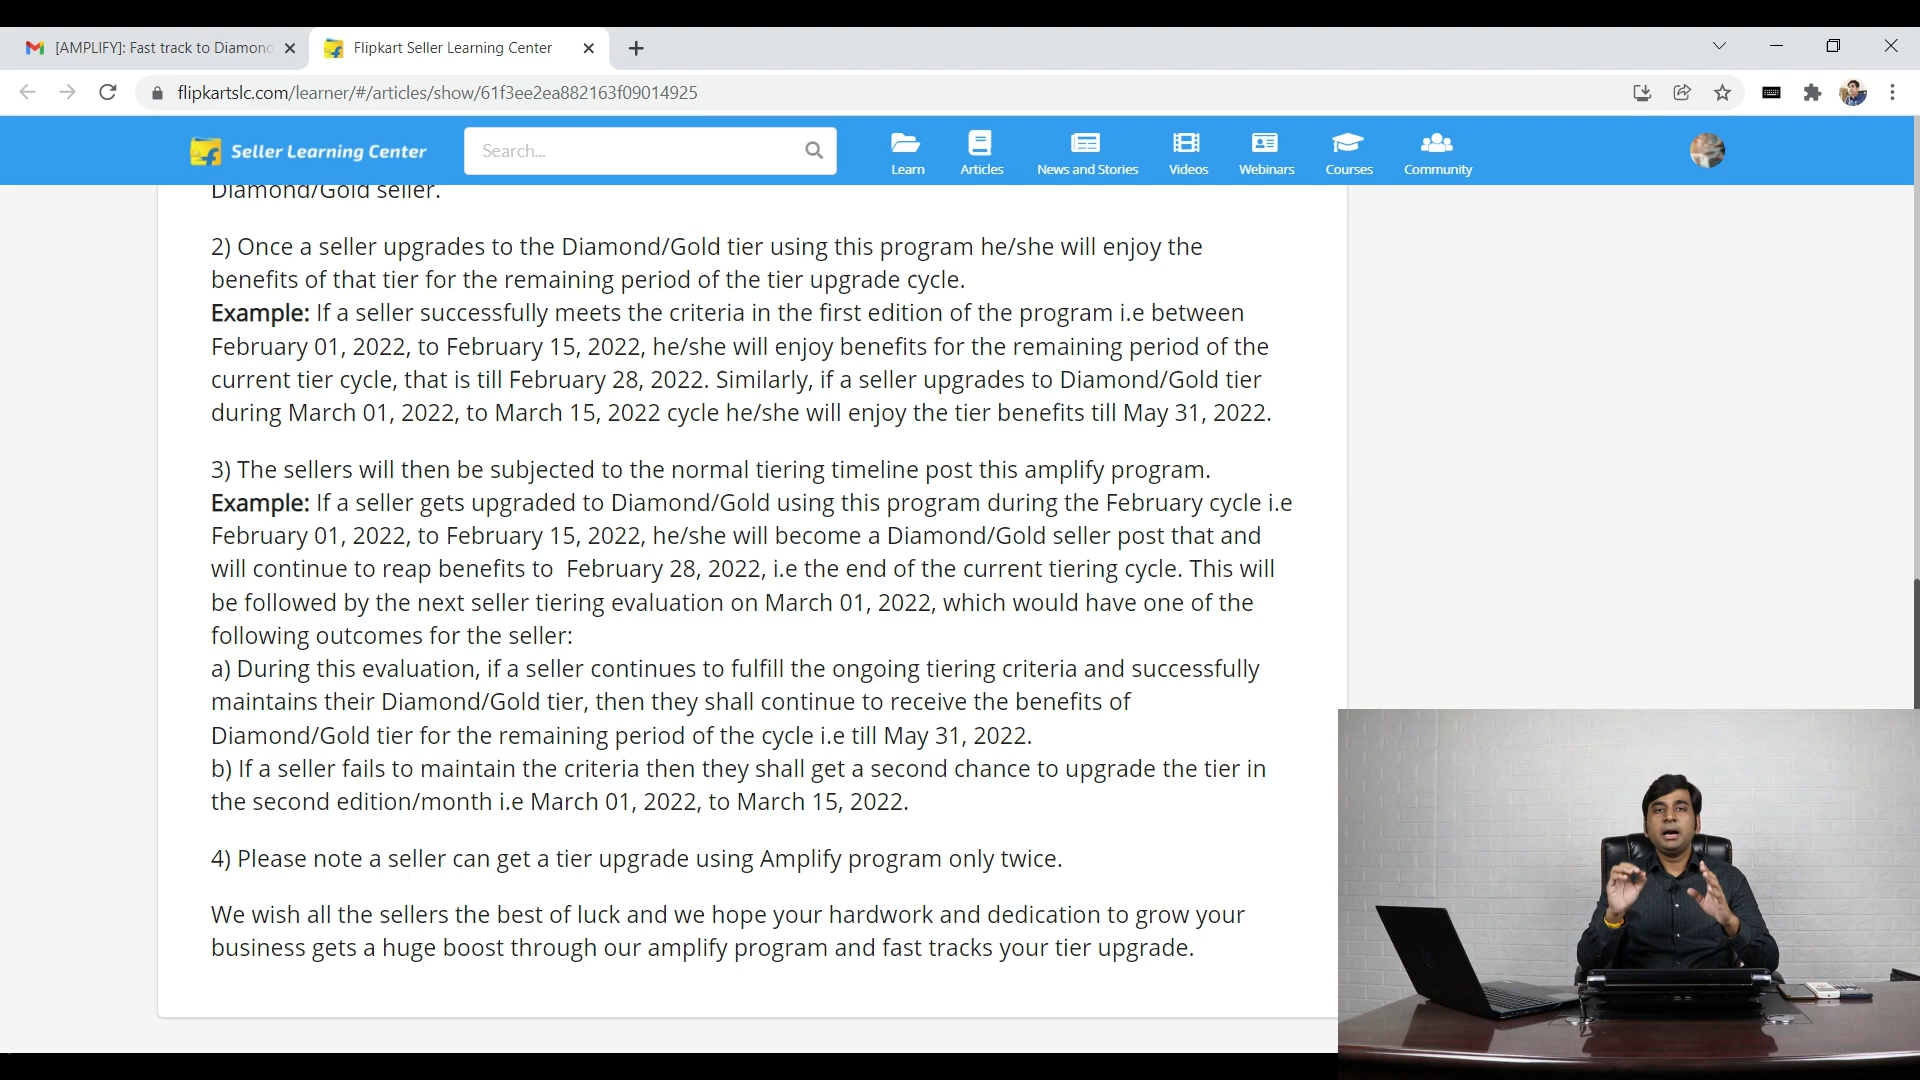 [AMPLIFY]: Fast track to Diamond
Flipkart Seller Learning Center
flipkartslc.com/learner/#/articles/show/61f3ee2ea882163f09014925
Seller Learning Center
Search...
Learn
Articles
News and Stories
Videos
Webinars
Courses
Community
Diamond/Gold seller.
2) Once a seller upgrades to the Diamond/Gold tier using this program he/she will enjoy the
benefits of that tier for the remaining period of the tier upgrade cycle.
Example: If a seller successfully meets the criteria in the first edition of the program i.e between
February 01, 2022, to February 15, 2022, he/she will enjoy benefits for the remaining period of the
current tier cycle, that is till February 28, 2022. Similarly, if a seller upgrades to Diamond/Gold tier
during March 01, 2022, to March 15, 2022 cycle he/she will enjoy the tier benefits till May 31, 2022.
3) The sellers will then be subjected to the normal tiering timeline post this amplify program.
Example: If a seller gets upgraded to Diamond/Gold using this program during the February cycle i.e
February 01, 2022, to February 15, 2022, he/she will become a Diamond/Gold seller post that and
will continue to reap benefits to  February 28, 2022, i.e the end of the current tiering cycle. This will
be followed by the next seller tiering evaluation on March 01, 2022, which would have one of the
following outcomes for the seller:
a) During this evaluation, if a seller continues to fulfill the ongoing tiering criteria and successfully
maintains their Diamond/Gold tier, then they shall continue to receive the benefits of
Diamond/Gold tier for the remaining period of the cycle i.e till May 31, 2022.
b) If a seller fails to maintain the criteria then they shall get a second chance to upgrade the tier in
the second edition/month i.e March 01, 2022, to March 15, 2022.
4) Please note a seller can get a tier upgrade using Amplify program only twice.
We wish all the sellers the best of luck and we hope your hardwork and dedication to grow your
business gets a huge boost through our amplify program and fast tracks your tier upgrade.